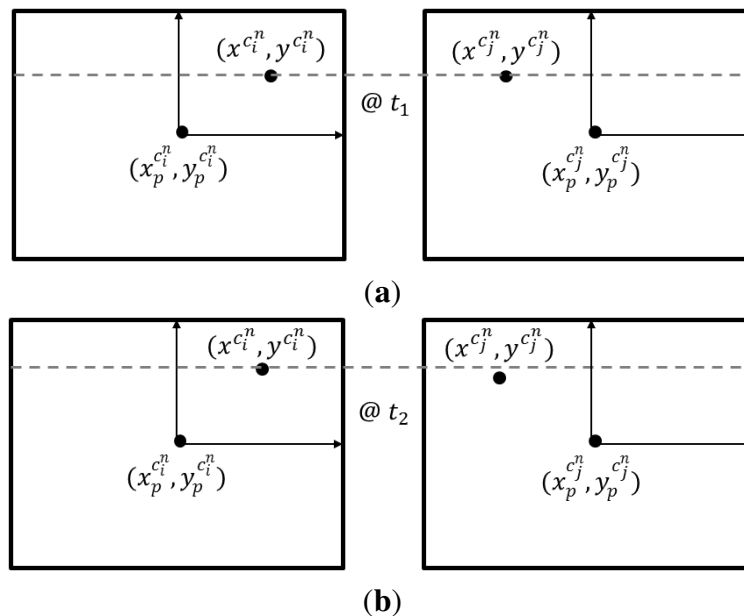 (x^{c_i^n}, y^{c_i^n}) (x^{c_j^n}, y^{c_j^n})
@ t_1
(x_p^{c_i^n}, y_p^{c_i^n}) (x_p^{c_j^n}, y_p^{c_j^n})
(a)
(x^{c_i^n}, y^{c_i^n}) (x^{c_j^n}, y^{c_j^n})
@ t_2
(x_p^{c_i^n}, y_p^{c_i^n}) (x_p^{c_j^n}, y_p^{c_j^n})
(b)